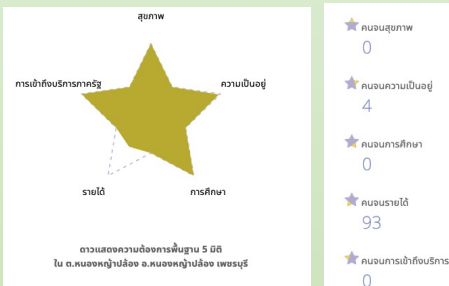 สุขภาพ
การเข้าถึงบริการภาครัฐ
ความเป็นอยู่
รายได้
การศึกษา
ดาวแสดงความต้องการพื้นฐาน 5 มิติ
ใน ต.หนองหญ้าปล้อง อ.หนองหญ้าปล้อง เพชรบุรี
คนจนสุขภาพ
0
คนจนความเป็นอยู่
4
คนจนการศึกษา
0
คนจนรายได้
93
คนจนการเข้าถึงบริการ
0